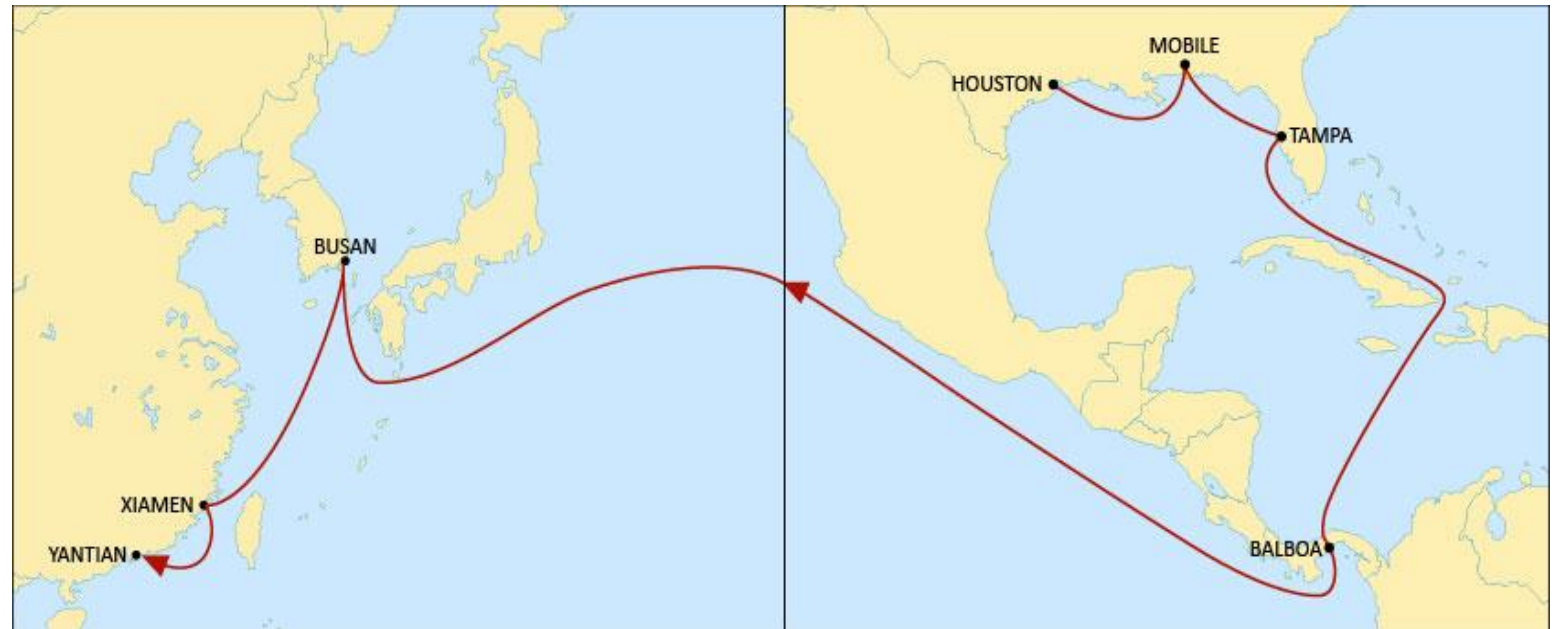 MOBILE
HOUSTON
TAMPA
BUSAN
XIAMEN
YANTIAN
BALBOA